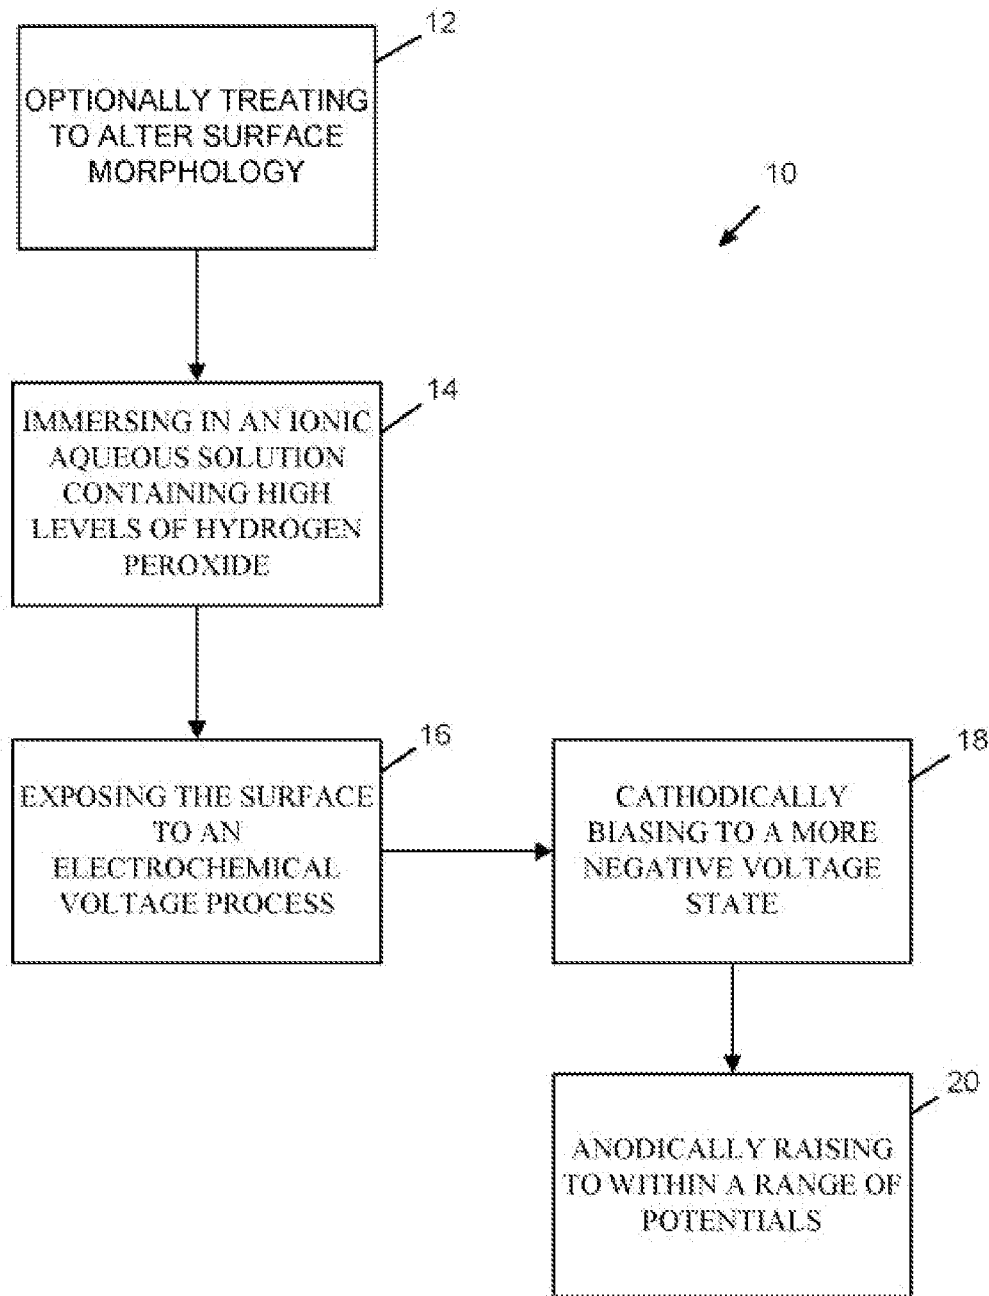 12
OPTIONALLY TREATING
TO ALTER SURFACE
MORPHOLOGY
10
14
IMMERSING IN AN IONIC
AQUEOUS SOLUTION
CONTAINING HIGH
LEVELS OF HYDROGEN
PEROXIDE
16
EXPOSING THE SURFACE
TO AN
ELECTROCHEMICAL
VOLTAGE PROCESS
18
CATHODICALLY
BIASING TO A MORE
NEGATIVE VOLTAGE
STATE
20
ANODICALLY RAISING
TO WITHIN A RANGE OF
POTENTIALS